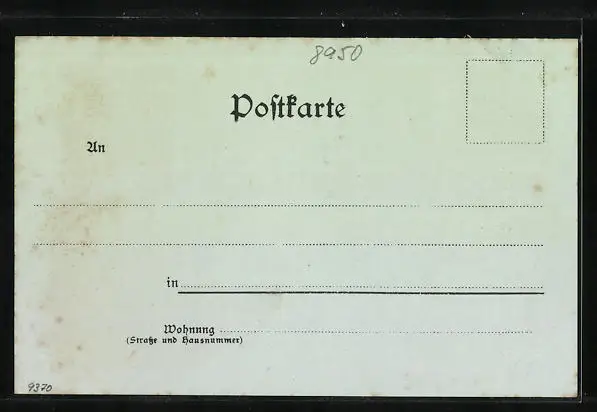 8950
Poſtkarte
An
in
Wohnung
(Straße und Hausnummer)
9370